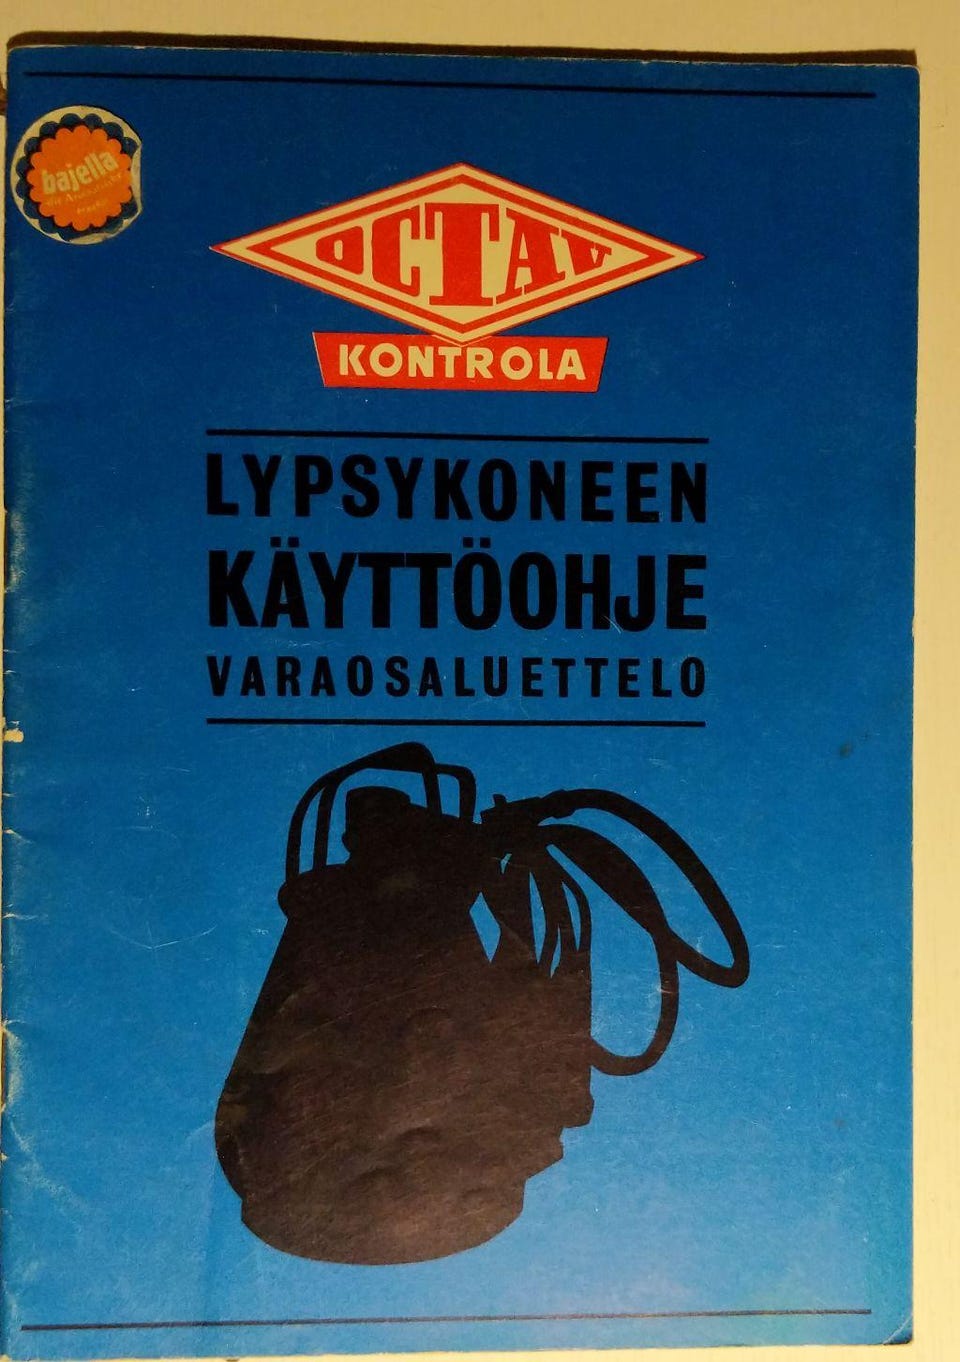 bajella
OCTAV
KONTROLA
LYPSYKONEEN
KÄYTTÖOHJE
VARAOSALUETTELO